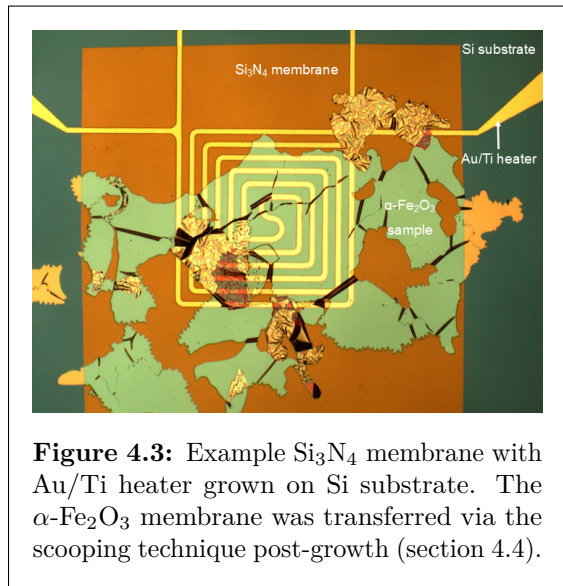 Si substrate
Si₃N₄ membrane
Au/Ti heater
α-Fe₂O₃
sample
Figure 4.3: Example Si₃N₄ membrane with
Au/Ti heater grown on Si substrate. The
α-Fe₂O₃ membrane was transferred via the
scooping technique post-growth (section 4.4).